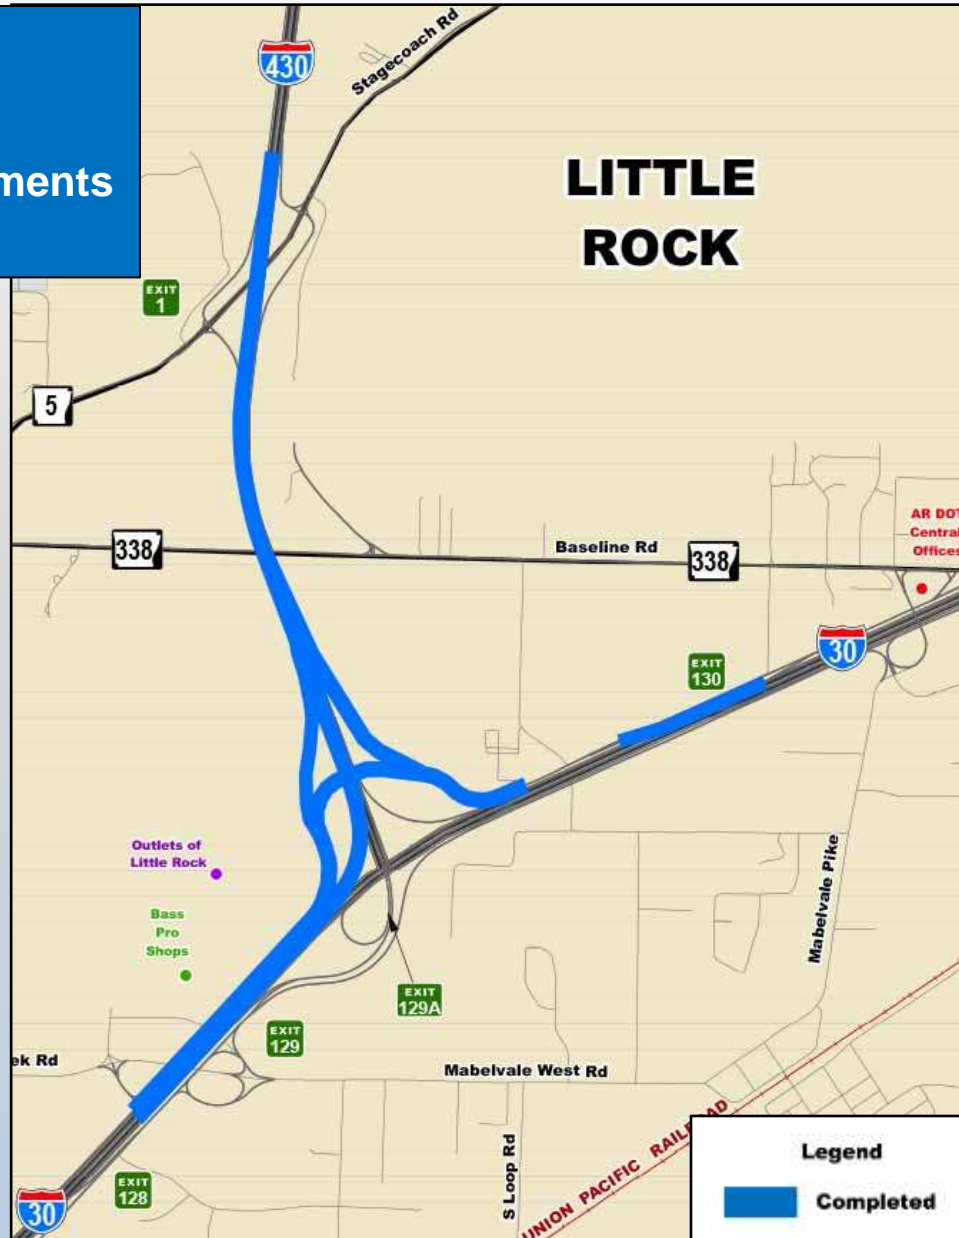 ments
430
Stagecoach Rd
LITTLE
ROCK
EXIT
1
5
338
Baseline Rd
338
AR DOT
Central
Offices
30
EXIT
130
Outlets of
Little Rock
Mabelvale Pike
Bass
Pro
Shops
EXIT
129A
EXIT
129
ek Rd
Mabelvale West Rd
UNION PACIFIC RAILROAD
S Loop Rd
EXIT
128
30
Legend
Completed